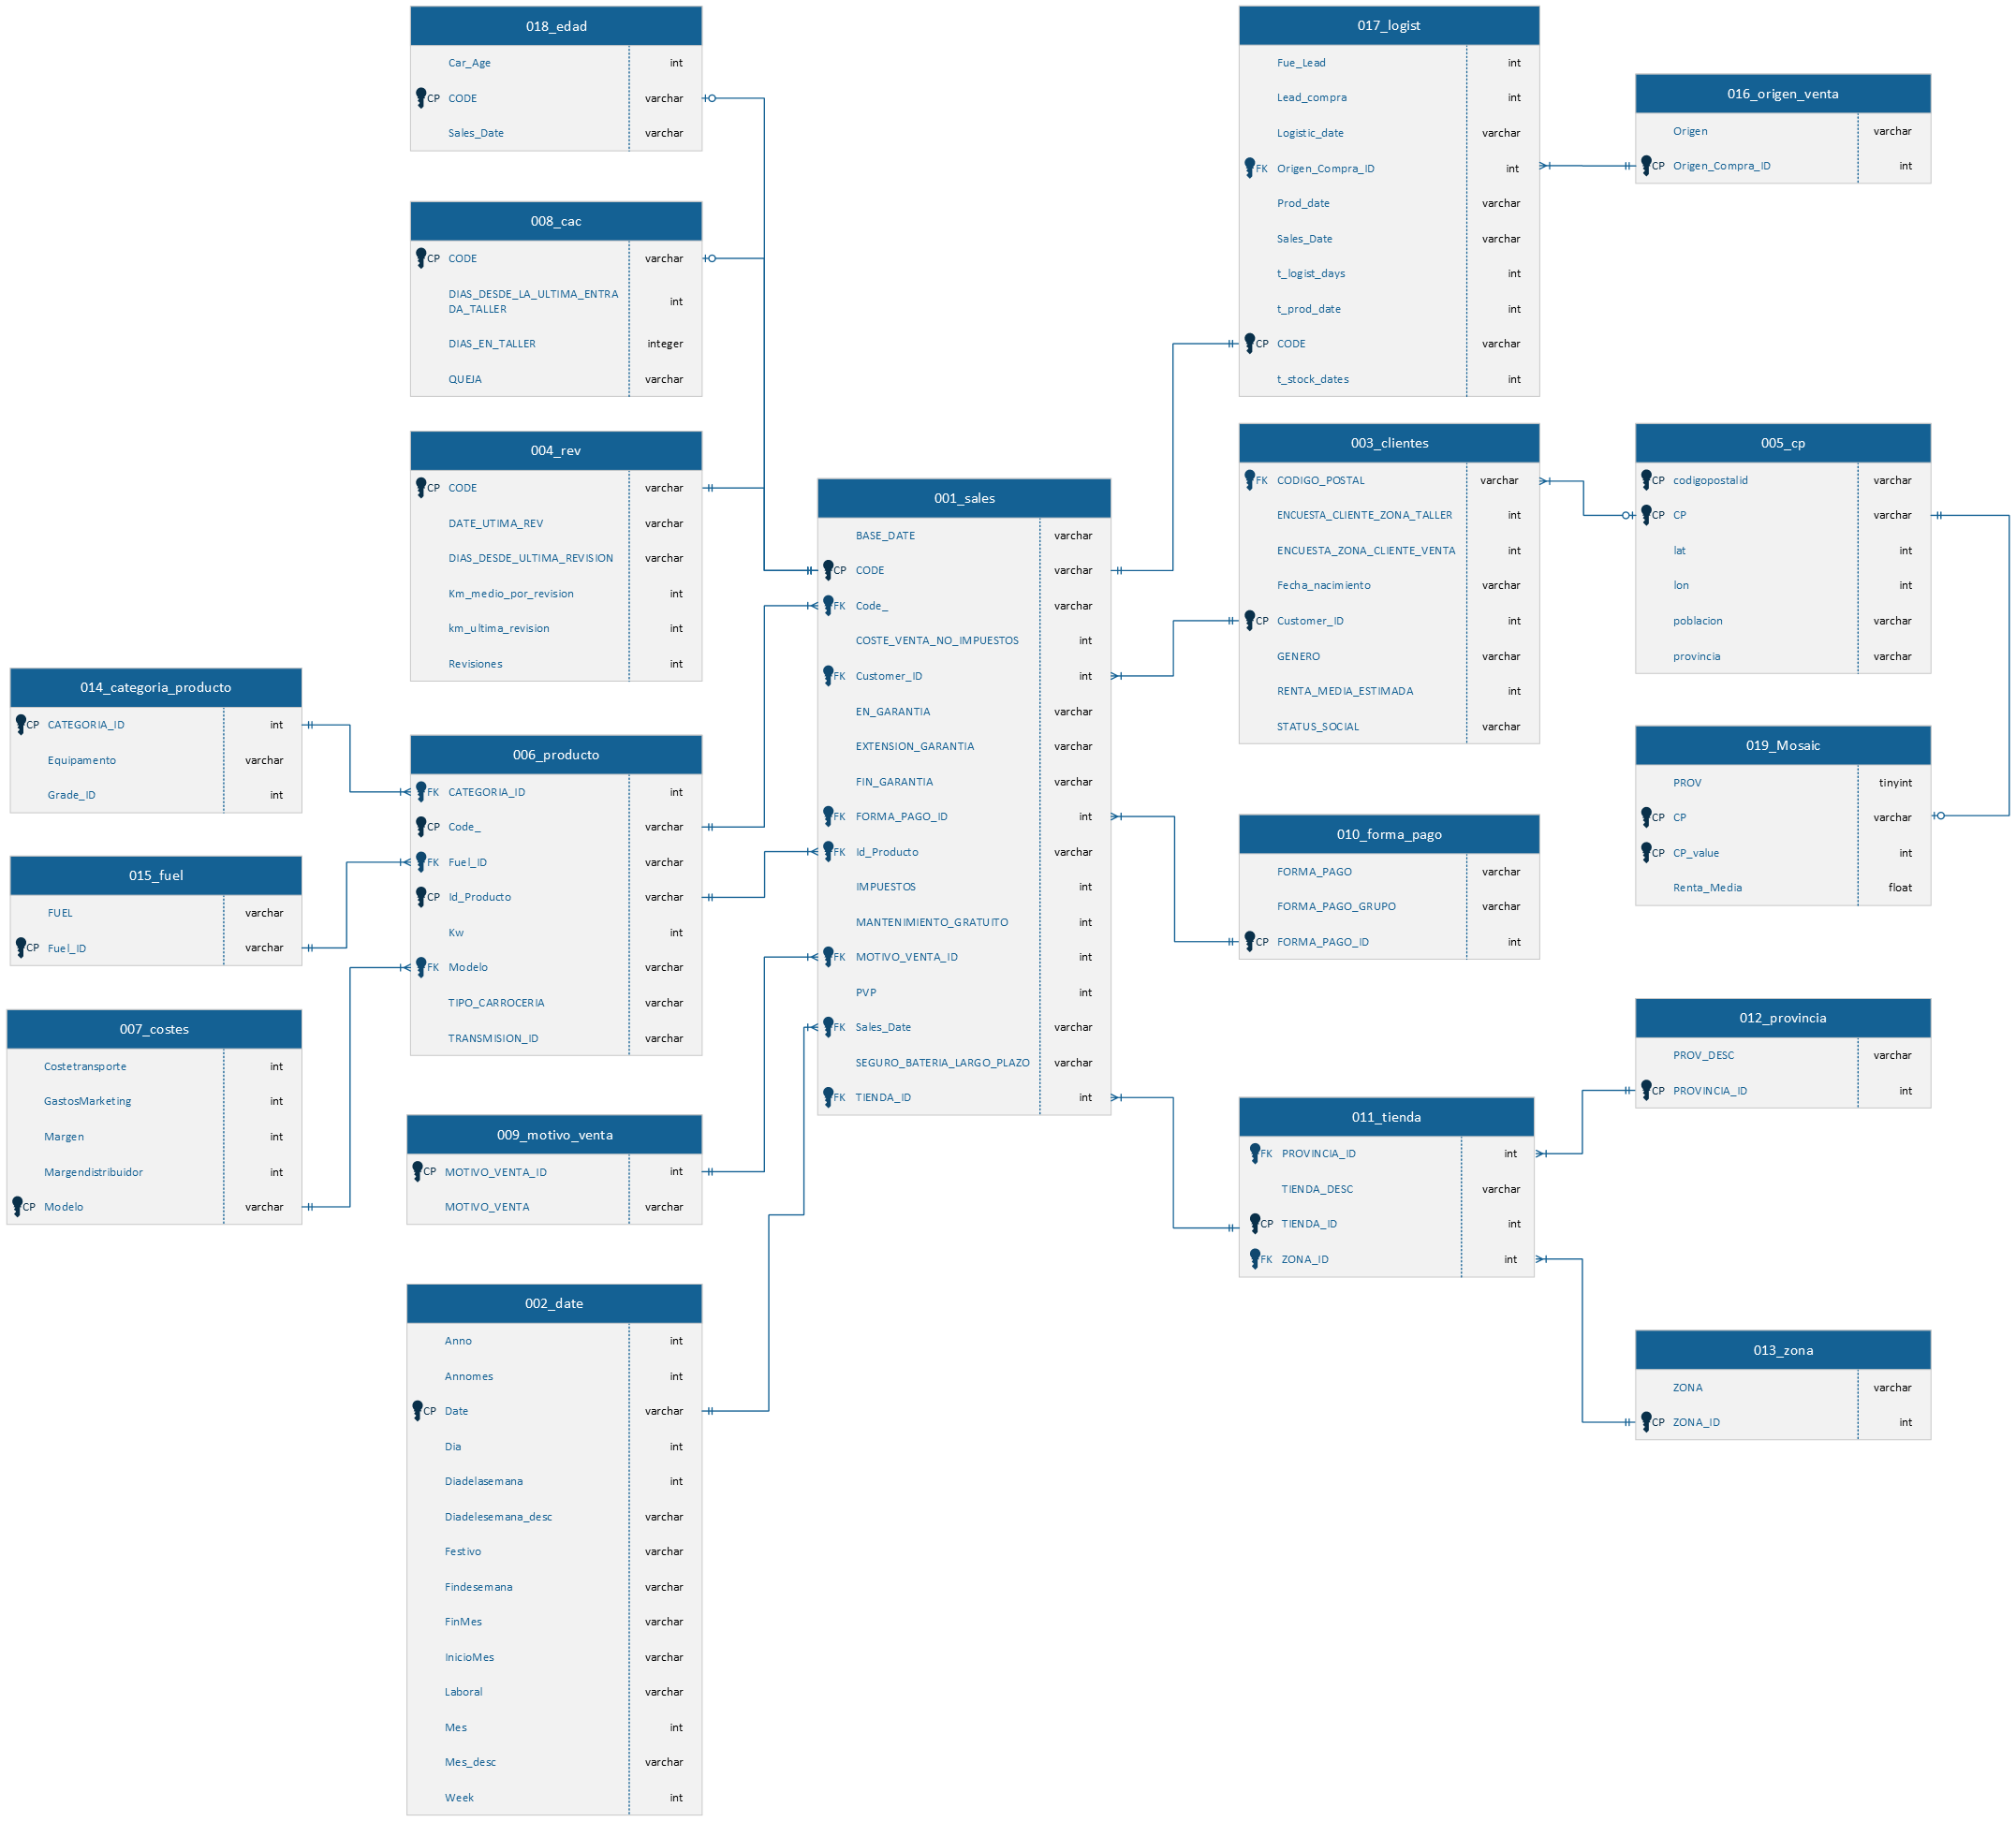 018_edad
Car_Age int
CP CODE varchar
Sales_Date varchar
008_cac
CP CODE varchar
DIAS_DESDE_LA_ULTIMA_ENTRA
DA_TALLER int
DIAS_EN_TALLER integer
QUEJA varchar
004_rev
CP CODE varchar
DATE_UTIMA_REV varchar
DIAS_DESDE_ULTIMA_REVISION varchar
Km_medio_por_revision int
km_ultima_revision int
Revisiones int
014_categoria_producto
CP CATEGORIA_ID int
Equipamento varchar
Grade_ID int
015_fuel
FUEL varchar
CP Fuel_ID varchar
007_costes
Costetransporte int
GastosMarketing int
Margen int
Margendistribuidor int
CP Modelo varchar
006_producto
FK CATEGORIA_ID int
CP Code_ varchar
FK Fuel_ID varchar
CP Id_Producto varchar
Kw int
FK Modelo varchar
TIPO_CARROCERIA varchar
TRANSMISION_ID varchar
009_motivo_venta
CP MOTIVO_VENTA_ID int
MOTIVO_VENTA varchar
002_date
Anno int
Annomes int
CP Date varchar
Dia int
Diadelasemana int
Diadelesemana_desc varchar
Festivo varchar
Findesemana varchar
FinMes varchar
InicioMes varchar
Laboral varchar
Mes int
Mes_desc varchar
Week int
001_sales
BASE_DATE varchar
CP CODE varchar
FK Code_ varchar
COSTE_VENTA_NO_IMPUESTOS int
FK Customer_ID int
EN_GARANTIA varchar
EXTENSION_GARANTIA varchar
FIN_GARANTIA varchar
FK FORMA_PAGO_ID int
FK Id_Producto varchar
IMPUESTOS int
MANTENIMIENTO_GRATUITO int
FK MOTIVO_VENTA_ID int
PVP int
FK Sales_Date varchar
SEGURO_BATERIA_LARGO_PLAZO varchar
FK TIENDA_ID int
017_logist
Fue_Lead int
Lead_compra int
Logistic_date varchar
FK Origen_Compra_ID int
Prod_date varchar
Sales_Date varchar
t_logist_days int
t_prod_date int
CP CODE varchar
t_stock_dates int
016_origen_venta
Origen varchar
CP Origen_Compra_ID int
003_clientes
FK CODIGO_POSTAL varchar
ENCUESTA_CLIENTE_ZONA_TALLER int
ENCUESTA_ZONA_CLIENTE_VENTA int
Fecha_nacimiento varchar
CP Customer_ID int
GENERO varchar
RENTA_MEDIA_ESTIMADA int
STATUS_SOCIAL varchar
005_cp
CP codigopostalid varchar
CP CP varchar
lat int
lon int
poblacion varchar
provincia varchar
019_Mosaic
PROV tinyint
CP CP varchar
CP CP_value int
Renta_Media float
010_forma_pago
FORMA_PAGO varchar
FORMA_PAGO_GRUPO varchar
CP FORMA_PAGO_ID int
012_provincia
PROV_DESC varchar
CP PROVINCIA_ID int
011_tienda
FK PROVINCIA_ID int
TIENDA_DESC varchar
CP TIENDA_ID int
FK ZONA_ID int
013_zona
ZONA varchar
CP ZONA_ID int